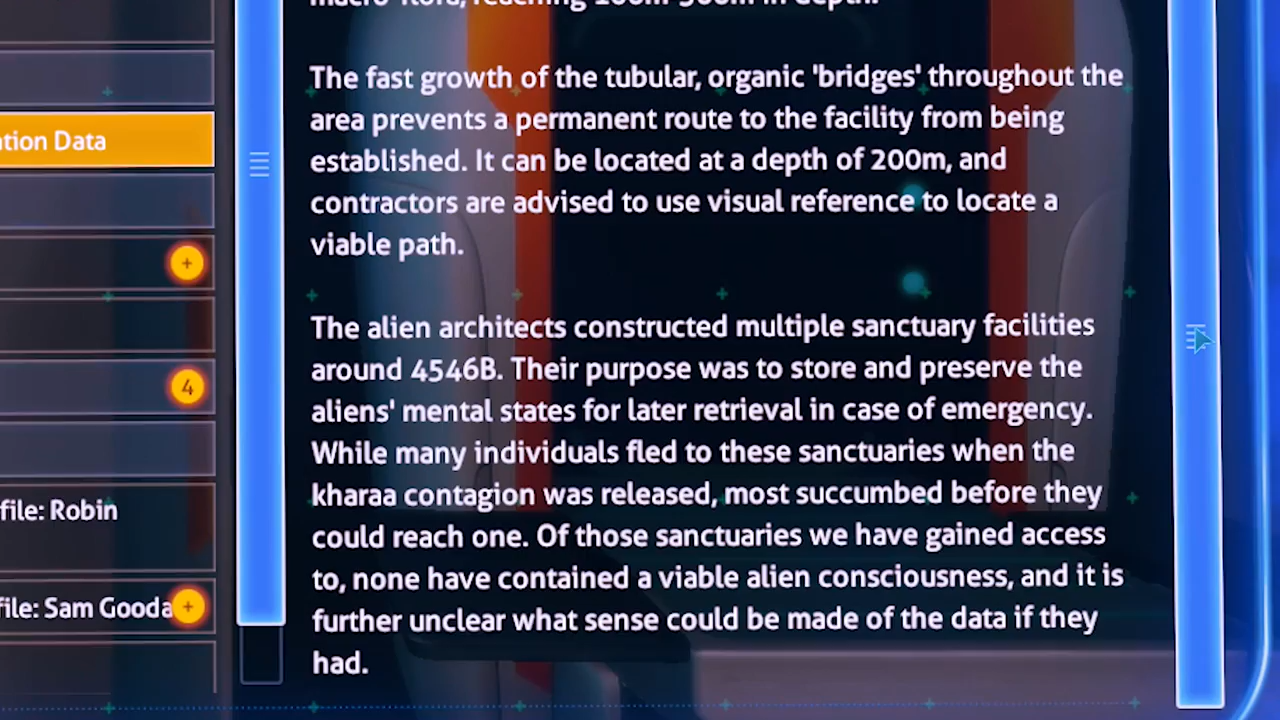 The fast growth of the tubular, organic 'bridges' throughout the
area prevents a permanent route to the facility from being
established. It can be located at a depth of 200m, and
contractors are advised to use visual reference to locate a
viable path.
The alien architects constructed multiple sanctuary facilities
around 4546B. Their purpose was to store and preserve the
aliens' mental states for later retrieval in case of emergency.
While many individuals fled to these sanctuaries when the
kharaa contagion was released, most succumbed before they
could reach one. Of those sanctuaries we have gained access
to, none have contained a viable alien consciousness, and it is
further unclear what sense could be made of the data if they
had.
ation Data
+
4
file: Robin
file: Sam Gooda
+